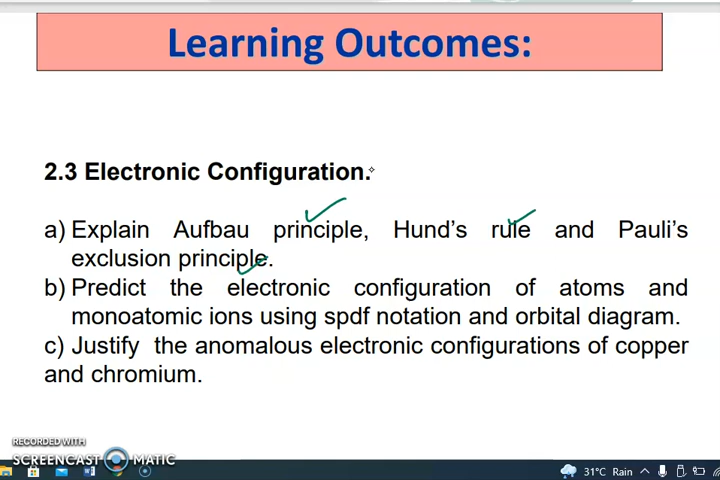 Learning Outcomes:
2.3 Electronic Configuration.
a) Explain Aufbau principle, Hund's rule and Pauli's
exclusion principle.
b) Predict the electronic configuration of atoms and
monoatomic ions using spdf notation and orbital diagram.
c) Justify the anomalous electronic configurations of copper
and chromium.
RECORDED WITH
SCREENCAST MATIC
31°C Rain